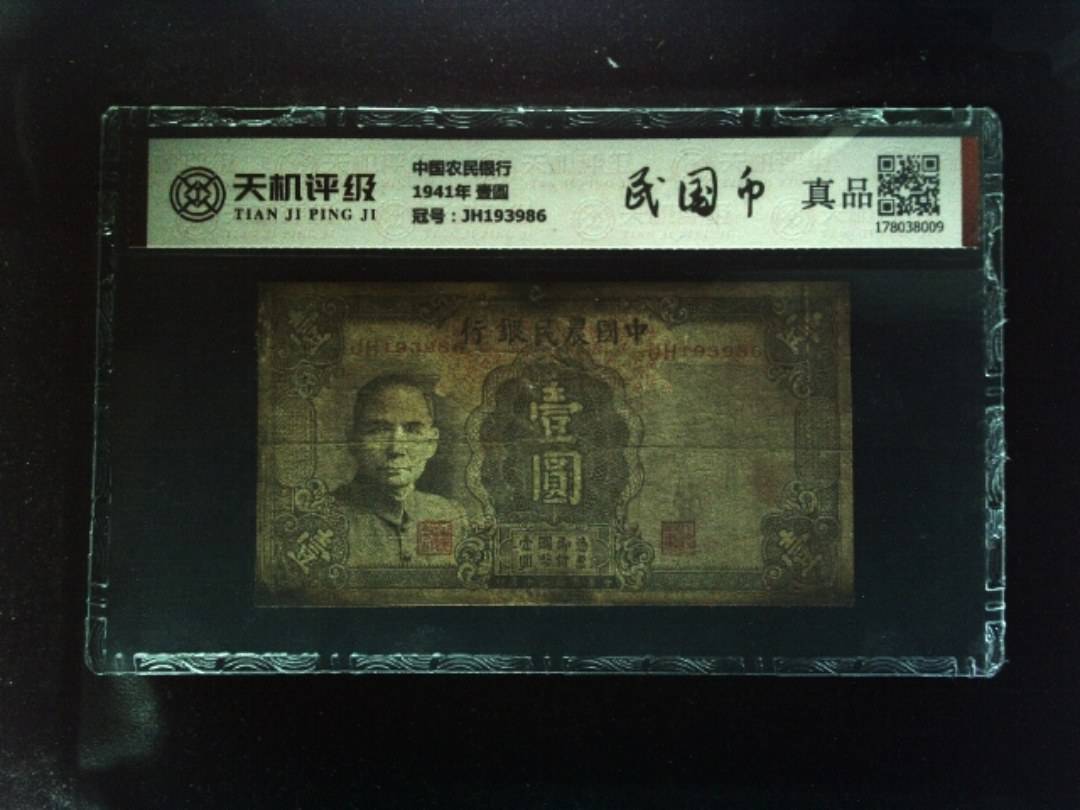 天机评级
TIAN JI PING JI
中国农民银行
1941年 壹圆
冠号：JH193986
民国币
真品
178038009
行銀民農國中
JH193986
JH193986
壹
圓